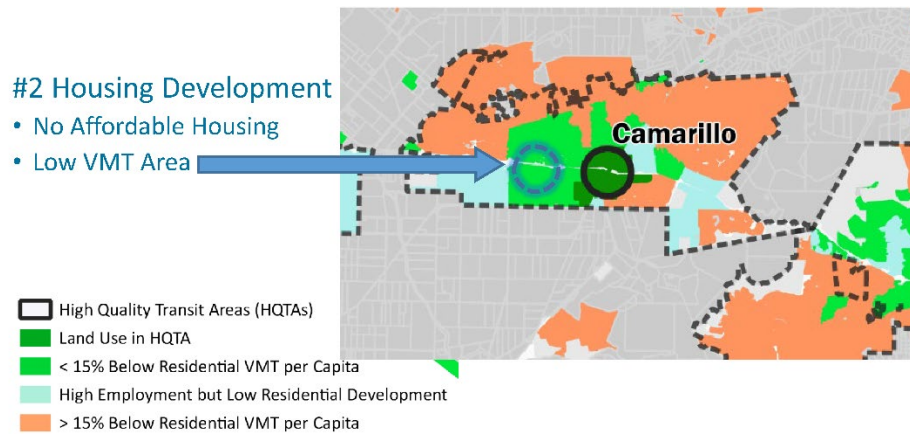 #2 Housing Development
• No Affordable Housing
• Low VMT Area
Camarillo
High Quality Transit Areas (HQTAs)
Land Use in HQTA
< 15% Below Residential VMT per Capita
High Employment but Low Residential Development
> 15% Below Residential VMT per Capita